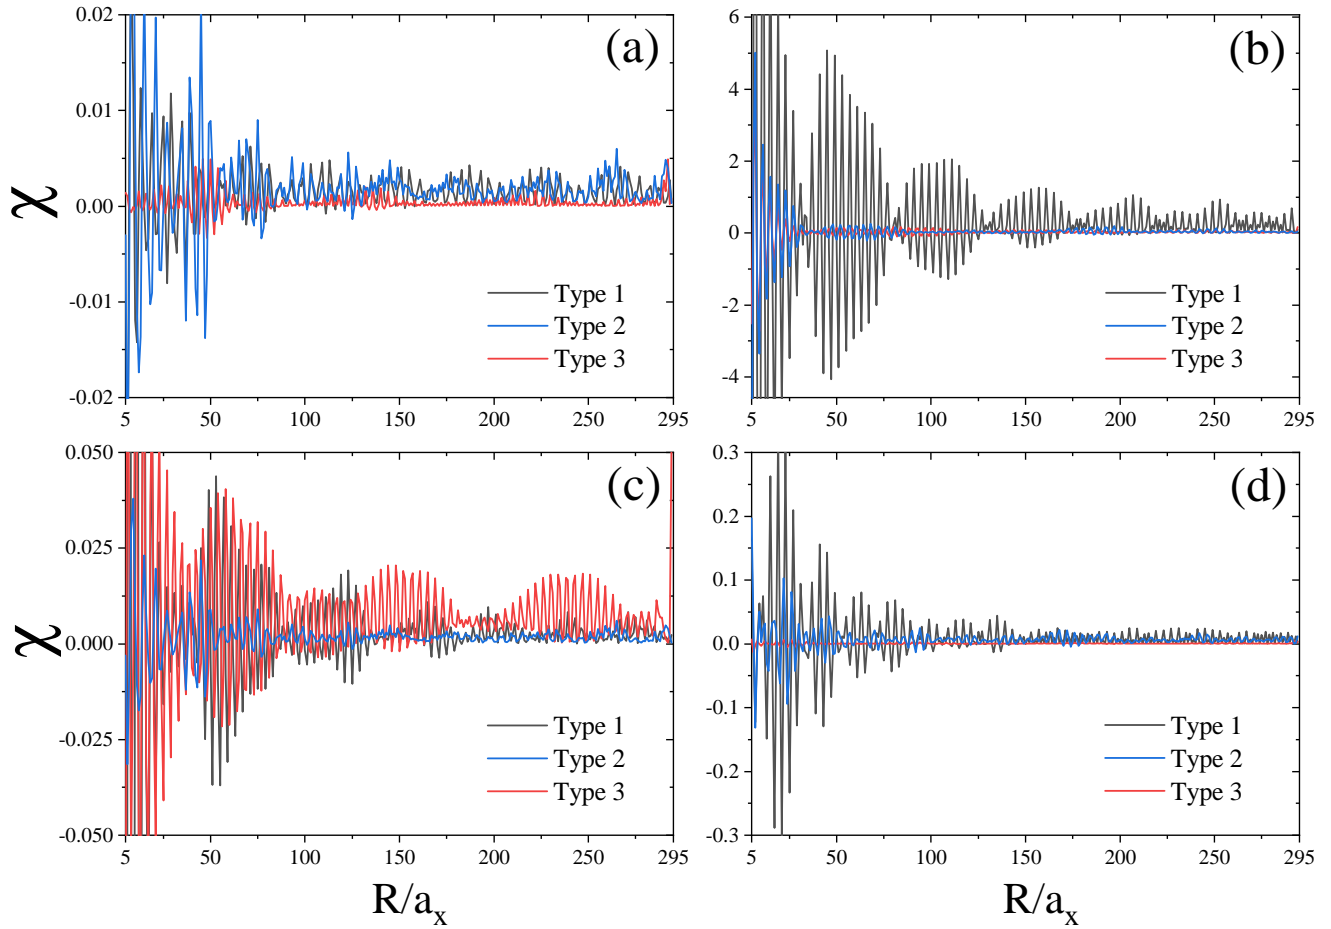 (a)
0.02
0.01
0.00
-0.01
-0.02
χ
5 50 100 150 200 250 295
Type 1
Type 2
Type 3
(b)
6
4
2
0
-2
-4
5 50 100 150 200 250 295
Type 1
Type 2
Type 3
(c)
0.050
0.025
0.000
-0.025
-0.050
χ
5 50 100 150 200 250 295
R/aₓ
Type 1
Type 2
Type 3
(d)
0.3
0.2
0.1
0.0
-0.1
-0.2
-0.3
5 50 100 150 200 250 295
R/aₓ
Type 1
Type 2
Type 3